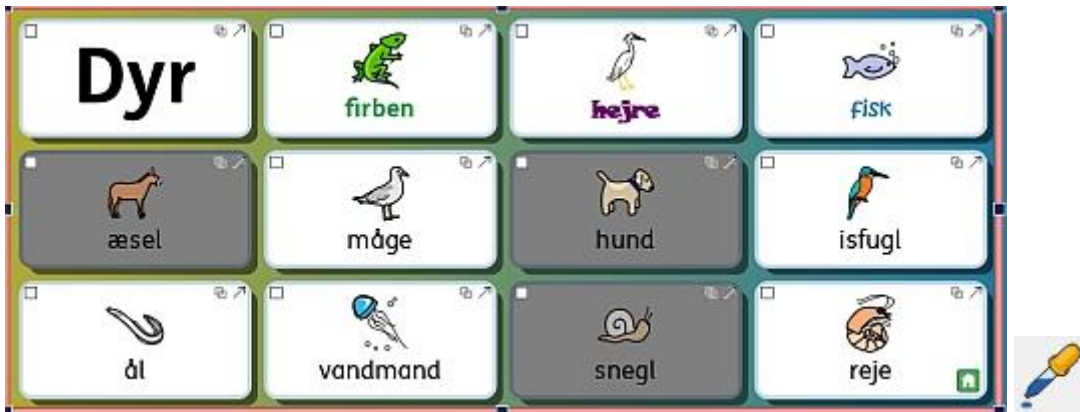 Dyr
firben
hejre
fisk
æsel
måge
hund
isfugl
ål
vandmand
snegl
reje